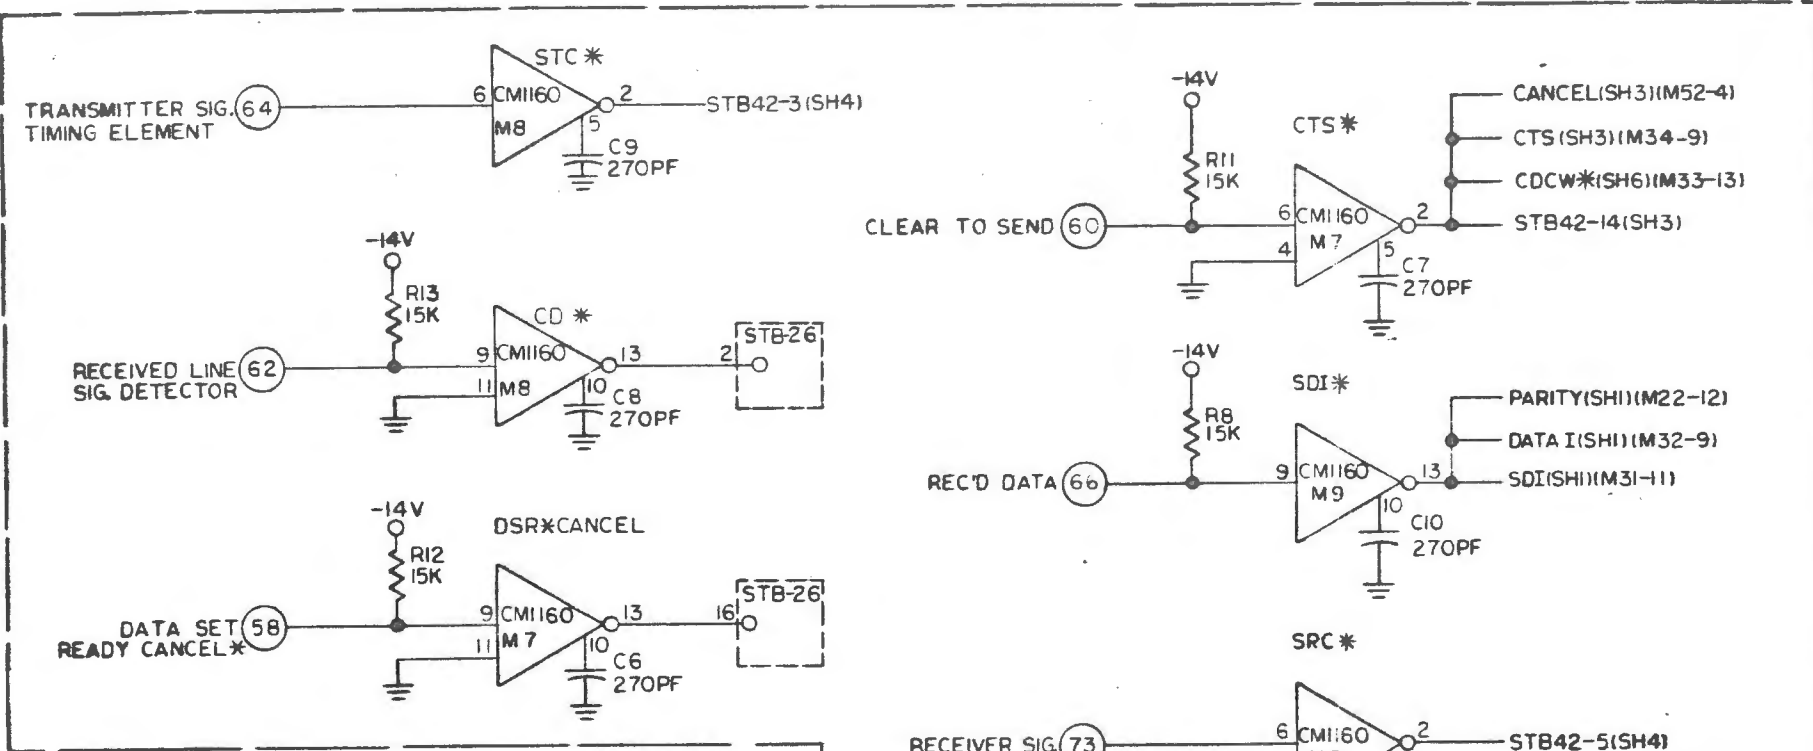 STC *
TRANSMITTER SIG.
TIMING ELEMENT
64
6
CM1160
M8
2
5
STB42-3(SH4)
C9
270PF
-14V
R13
15K
CD *
RECEIVED LINE
SIG. DETECTOR
62
9
CM1160
11
M8
13
10
C8
270PF
2
STB-26
-14V
R12
15K
DSR*CANCEL
DATA SET
READY CANCEL*
58
9
CM1160
11
M7
13
10
C6
270PF
16
STB-26
-14V
R11
15K
CTS*
CLEAR TO SEND
60
6
CM1160
M7
4
2
5
C7
270PF
CANCEL(SH3)(M52-4)
CTS(SH3)(M34-9)
CDCW*(SH6)(M33-13)
STB42-14(SH3)
-14V
R8
15K
SDI*
REC'D DATA
66
9
CM1160
M9
13
10
C10
270PF
PARITY(SH1)(M22-12)
DATA I(SH1)(M32-9)
SDI(SH1)(M31-11)
SRC*
RECEIVER SIG.
73
6
CM1160
2
STB42-5(SH4)